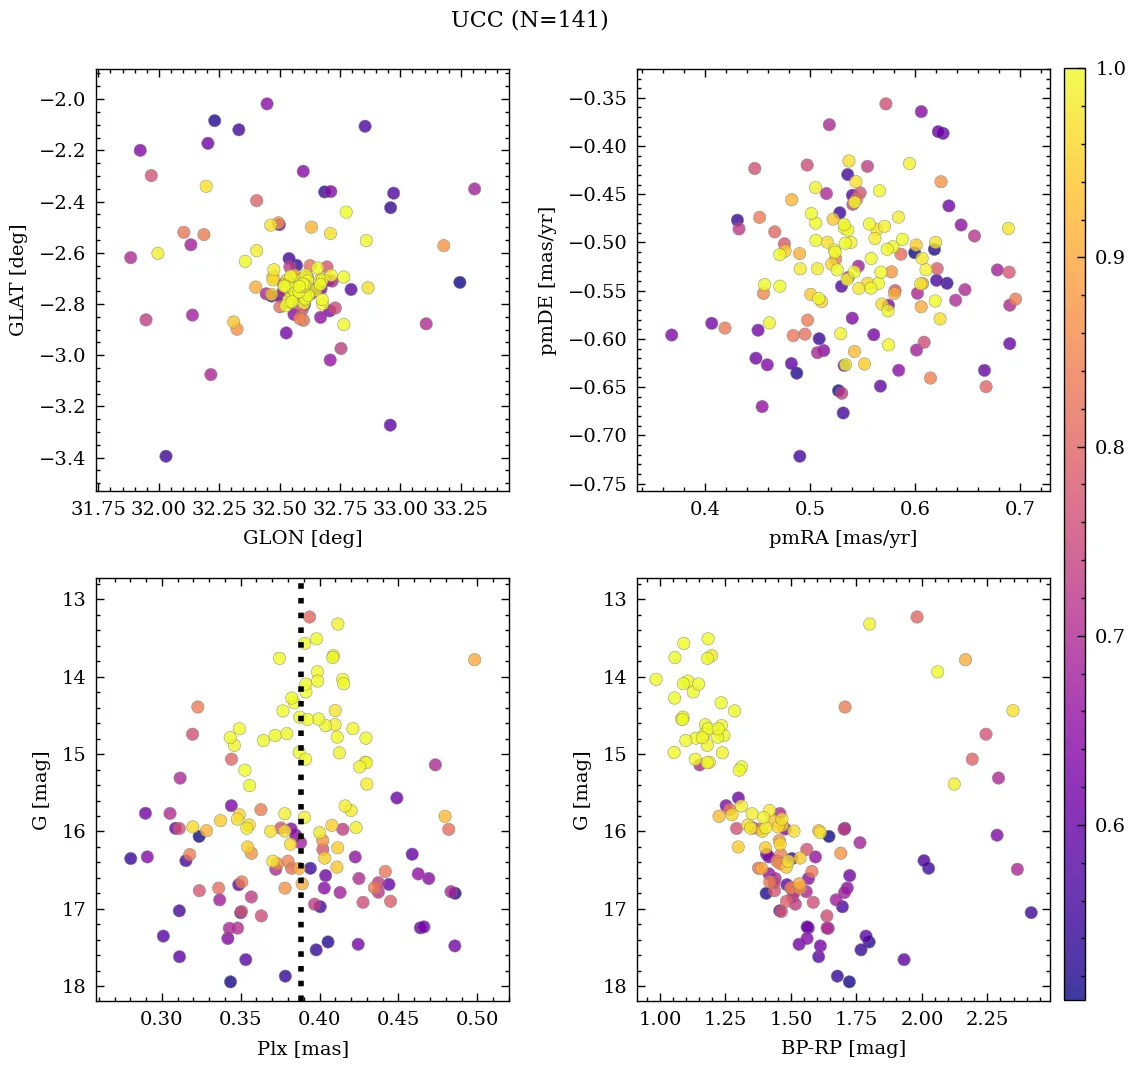 UCC (N=141)
−2.0
−2.2
−2.4
−2.6
−2.8
−3.0
−3.2
−3.4
GLAT [deg]
31.75 32.00 32.25 32.50 32.75 33.00 33.25
GLON [deg]
−0.35
−0.40
−0.45
−0.50
−0.55
−0.60
−0.65
−0.70
−0.75
pmDE [mas/yr]
0.4 0.5 0.6 0.7
pmRA [mas/yr]
13
14
15
16
17
18
G [mag]
0.30 0.35 0.40 0.45 0.50
Plx [mas]
13
14
15
16
17
18
G [mag]
1.00 1.25 1.50 1.75 2.00 2.25
BP-RP [mag]
1.0
0.9
0.8
0.7
0.6